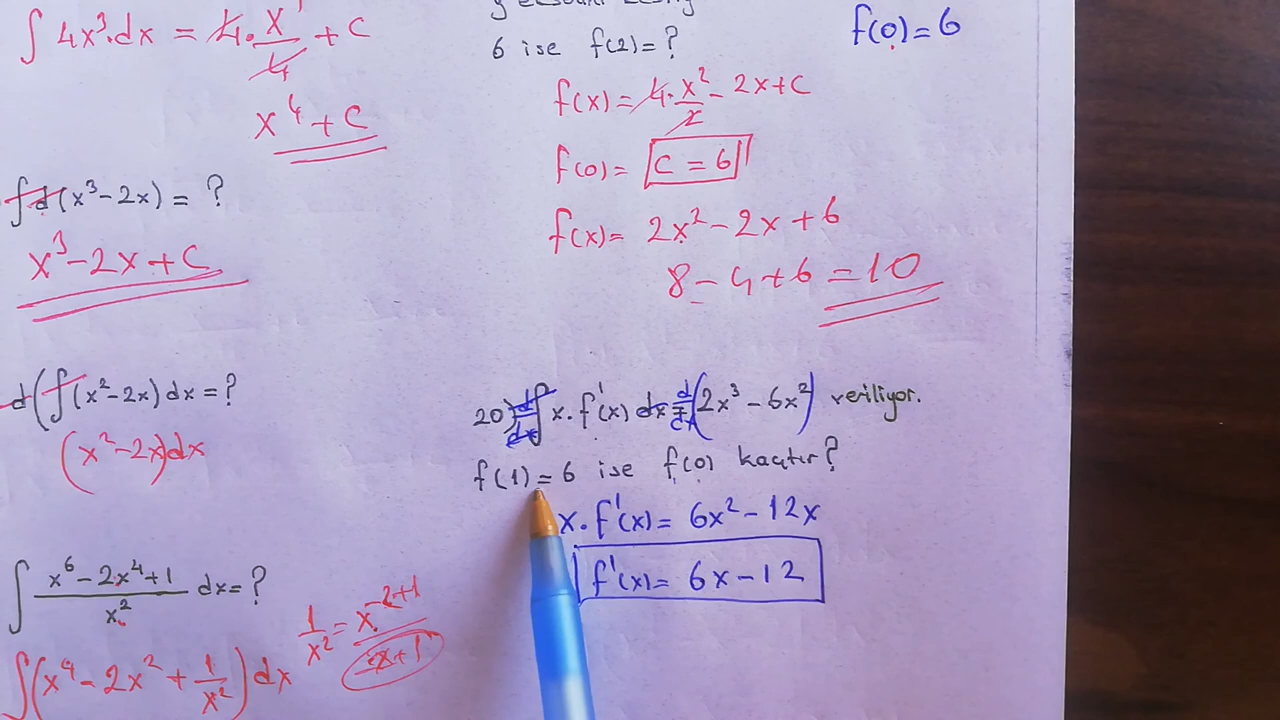 ∫ 4x³.dx = 4. x/4 + C
x⁴ + C
∫d(x³-2x) = ?
x³-2x+C
d(∫(x²-2x)dx = ?
(x²-2x)dx
∫ x⁶-2x⁴+1/x² dx = ?
1/x² = x⁻²⁺¹/-2+1
∫(x⁴-2x²+1/x²)dx
6 ise f(2) = ?
f(0) = 6
f(x) = 4. x²/2 - 2x + C
f(0) = C = 6
f(x) = 2x² - 2x + 6
8 - 4 + 6 = 10
20) d/dx ∫ x. f'(x) dx = d/dx (2x³ - 6x²) veriliyor.
f(1) = 6 ise f(0) kaçtır?
x. f'(x) = 6x² - 12x
f'(x) = 6x - 12